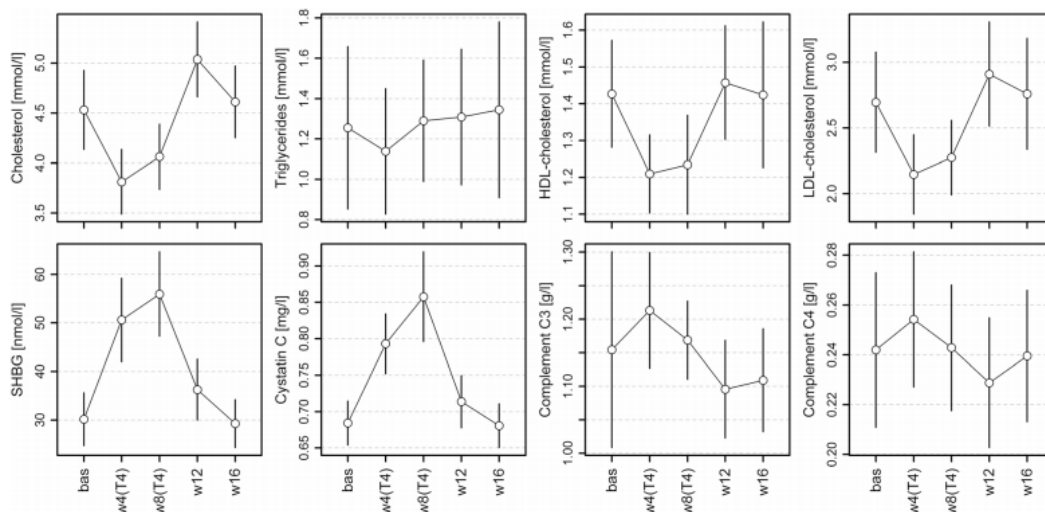 Cholesterol [mmol/l]
5.0
4.5
4.0
3.5
Triglycerides [mmol/l]
1.8
1.6
1.4
1.2
1.0
0.8
HDL-cholesterol [mmol/l]
1.6
1.5
1.4
1.3
1.2
1.1
LDL-cholesterol [mmol/l]
3.0
2.5
2.0
SHBG [nmol/l]
60
50
40
30
bas
w4(T4)
w8(T4)
w12
w16
Cystatin C [mg/l]
0.90
0.85
0.80
0.75
0.70
0.65
bas
w4(T4)
w8(T4)
w12
w16
Complement C3 [g/l]
1.30
1.20
1.10
1.00
bas
w4(T4)
w8(T4)
w12
w16
Complement C4 [g/l]
0.28
0.26
0.24
0.22
0.20
bas
w4(T4)
w8(T4)
w12
w16